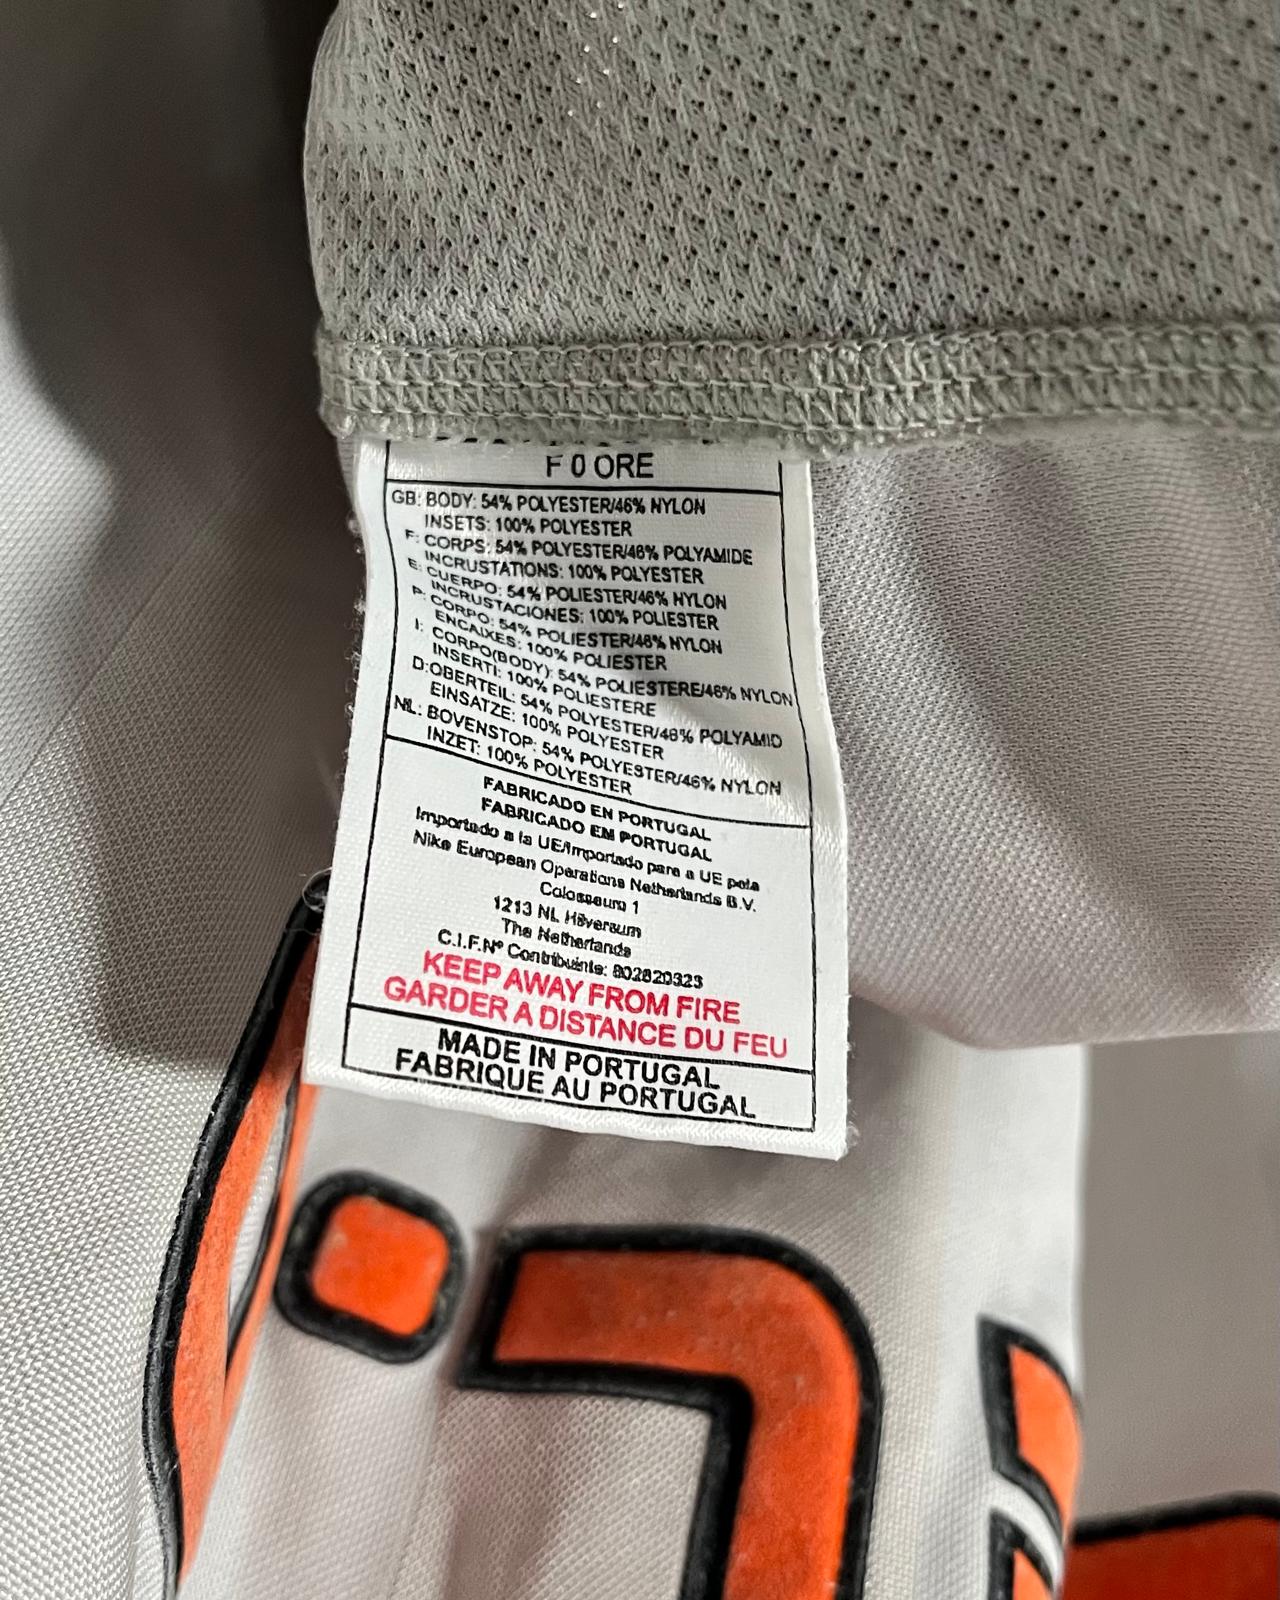 F 0 ORE
GB: BODY: 54% POLYESTER/46% NYLON
INSETS: 100% POLYESTER
F: CORPS: 54% POLYESTER/46% POLYAMIDE
INCRUSTATIONS: 100% POLYESTER
E: CUERPO: 54% POLIESTER/46% NYLON
INCRUSTACIONES: 100% POLIESTER
P: CORPO: 54% POLIESTER/46% NYLON
ENCAIXES: 100% POLIESTER
I: CORPO(BODY): 54% POLIESTERE/46% NYLON
INSERTI: 100% POLIESTERE
D:OBERTEIL: 54% POLYESTER/46% POLYAMID
EINSATZE: 100% POLYESTER
NL: BOVENSTOP: 54% POLYESTER/46% NYLON
INZET: 100% POLYESTER
FABRICADO EN PORTUGAL
FABRICADO EM PORTUGAL
Importado a la UE/Importado para a UE pela
Nike European Operations Netherlands B.V.
Colosseum 1
1213 NL Hilversum
The Netherlands
C.I.F.Nº Contribuinte: 802820323
KEEP AWAY FROM FIRE
GARDER A DISTANCE DU FEU
MADE IN PORTUGAL
FABRIQUE AU PORTUGAL